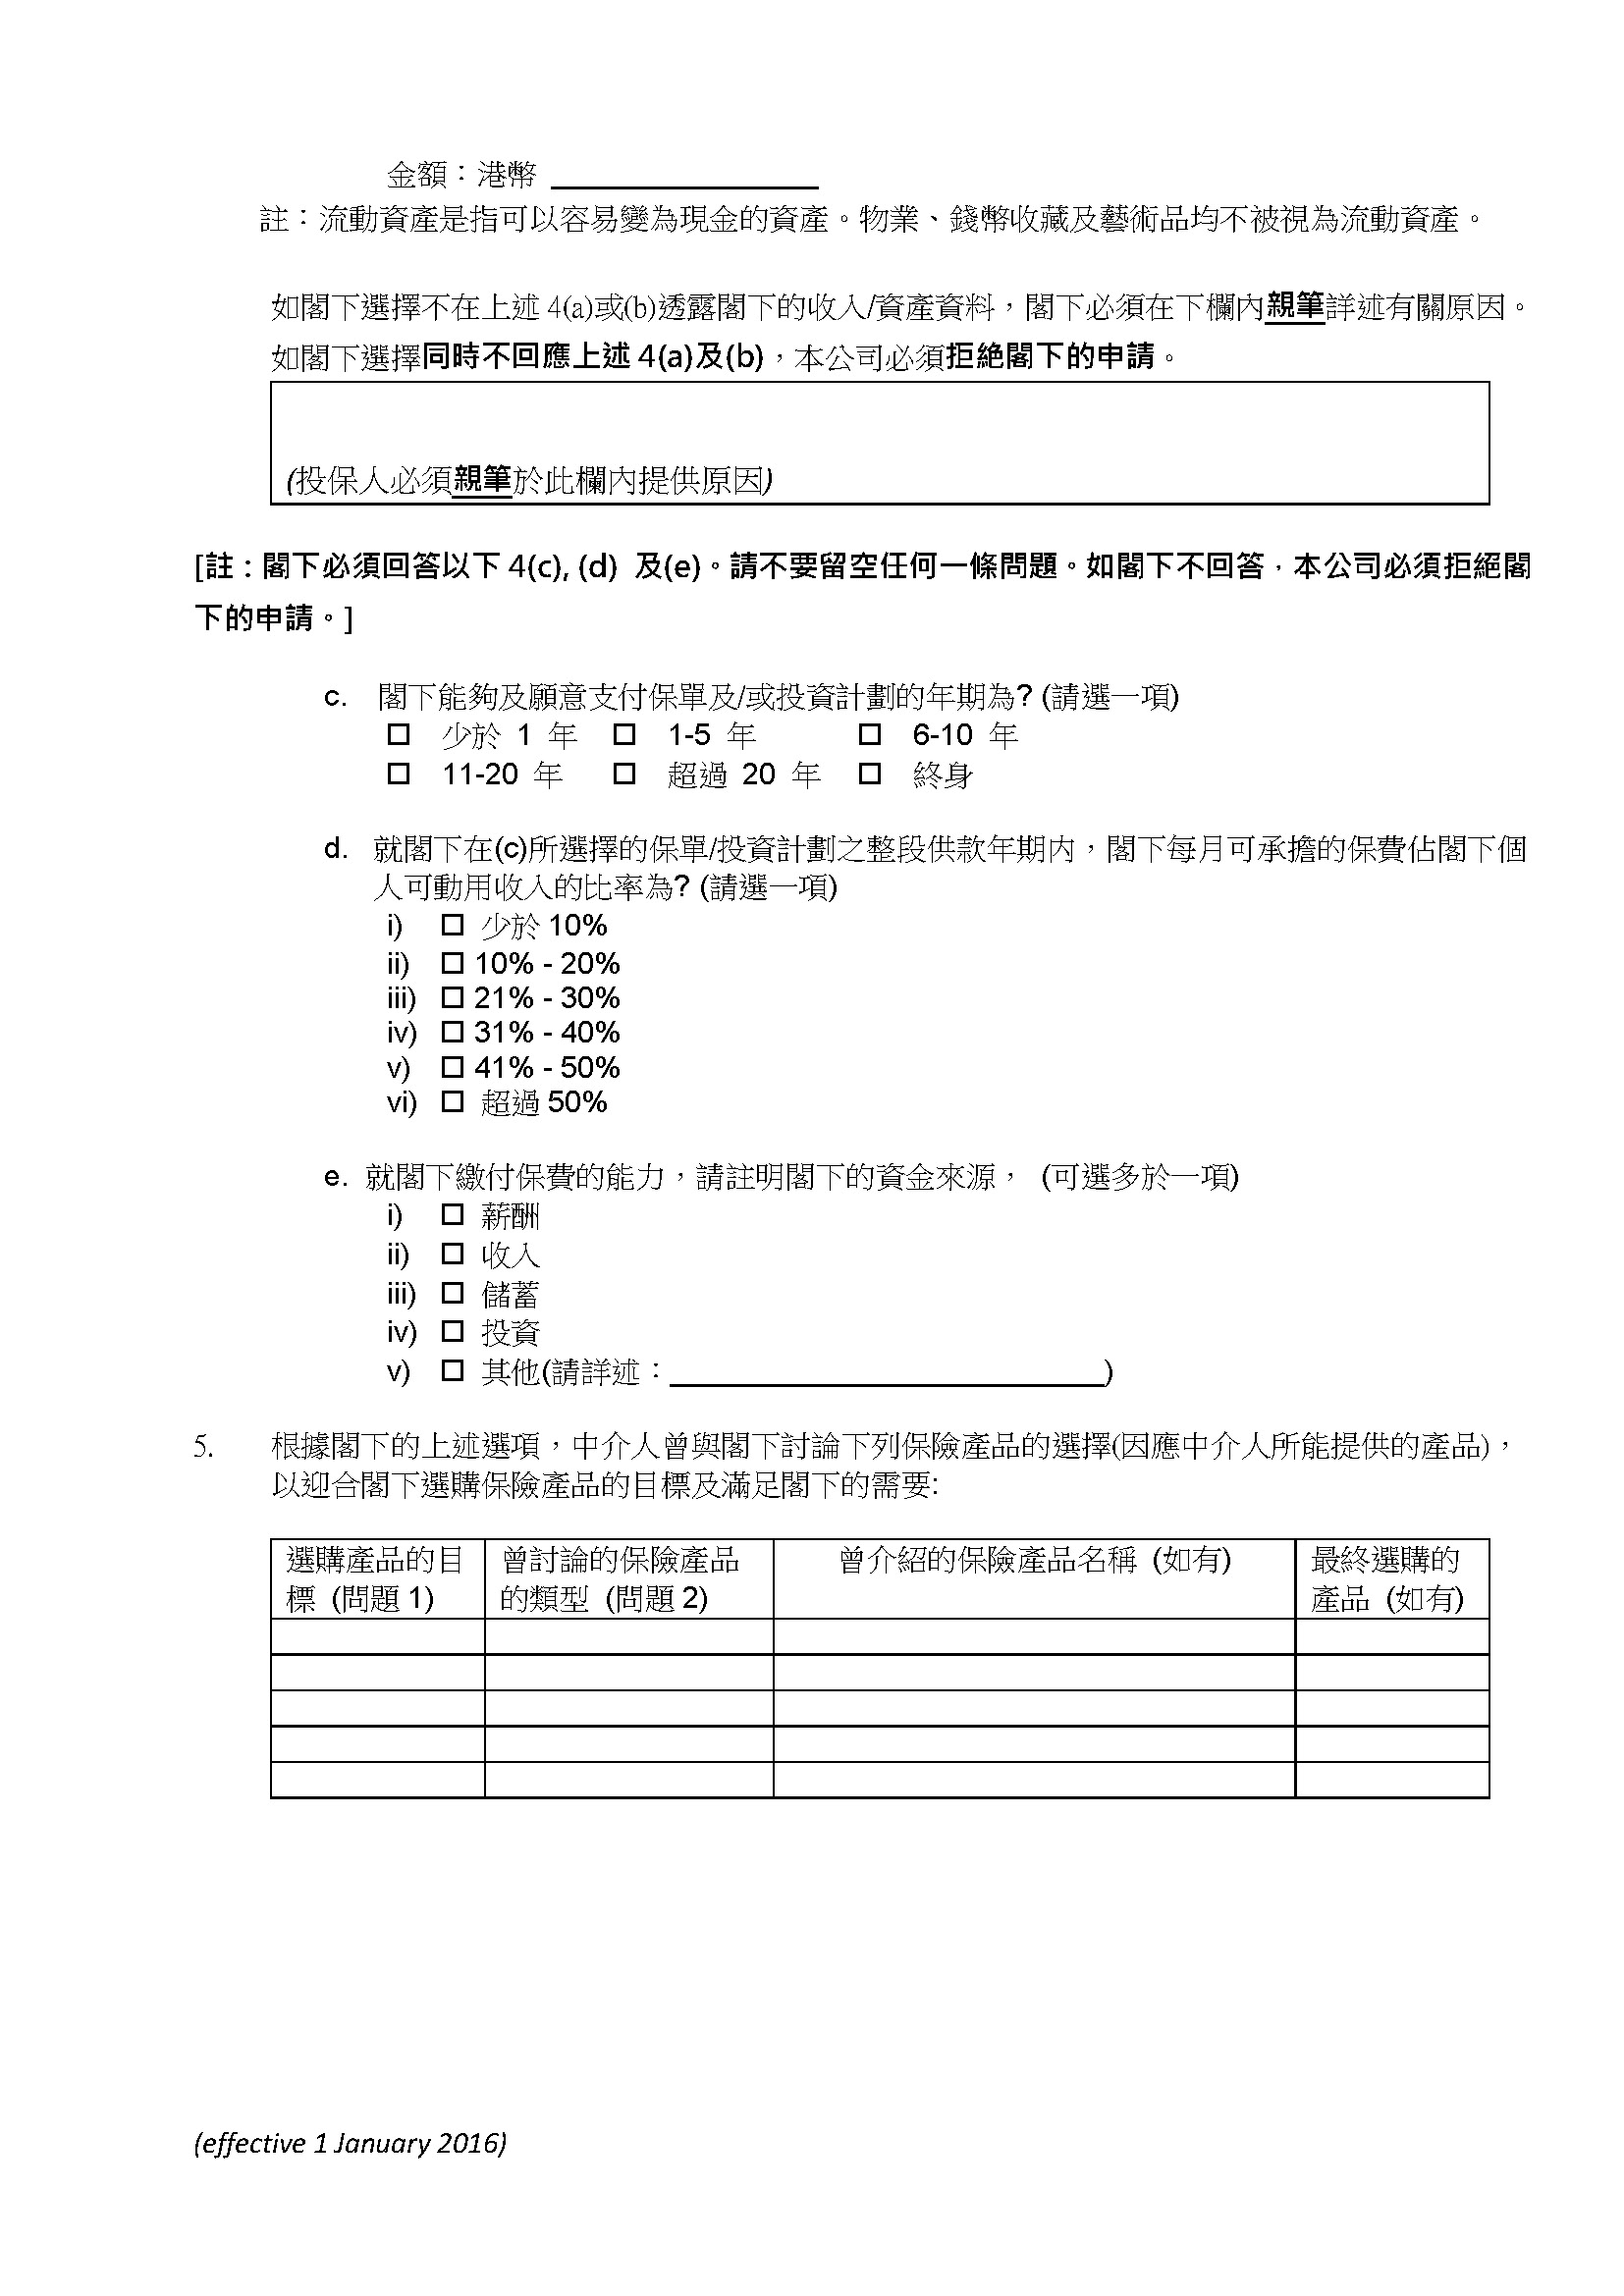 金額：港幣 _______________
註：流動資產是指可以容易變為現金的資產。物業、錢幣收藏及藝術品均不被視為流動資產。
如閣下選擇不在上述 4(a)或(b)透露閣下的收入/資產資料，閣下必須在下欄內親筆詳述有關原因。
如閣下選擇同時不回應上述 4(a)及(b)，本公司必須拒絕閣下的申請。
(投保人必須親筆於此欄內提供原因)
[註：閣下必須回答以下 4(c), (d) 及(e)。請不要留空任何一條問題。如閣下不回答，本公司必須拒絕閣
下的申請。]
c. 閣下能夠及願意支付保單及/或投資計劃的年期為? (請選一項)
☐ 少於 1 年 ☐ 1-5 年 ☐ 6-10 年
☐ 11-20 年 ☐ 超過 20 年 ☐ 終身
d. 就閣下在(c)所選擇的保單/投資計劃之整段供款年期內，閣下每月可承擔的保費佔閣下個
人可動用收入的比率為? (請選一項)
i) ☐ 少於 10%
ii) ☐ 10% - 20%
iii) ☐ 21% - 30%
iv) ☐ 31% - 40%
v) ☐ 41% - 50%
vi) ☐ 超過 50%
e. 就閣下繳付保費的能力，請註明閣下的資金來源， (可選多於一項)
i) ☐ 薪酬
ii) ☐ 收入
iii) ☐ 儲蓄
iv) ☐ 投資
v) ☐ 其他(請詳述：_________________________)
5. 根據閣下的上述選項，中介人曾與閣下討論下列保險產品的選擇(因應中介人所能提供的產品)，
以迎合閣下選購保險產品的目標及滿足閣下的需要:
選購產品的目 曾討論的保險產品 曾介紹的保險產品名稱 (如有) 最終選購的
標 (問題 1) 的類型 (問題 2) 產品 (如有)
(effective 1 January 2016)